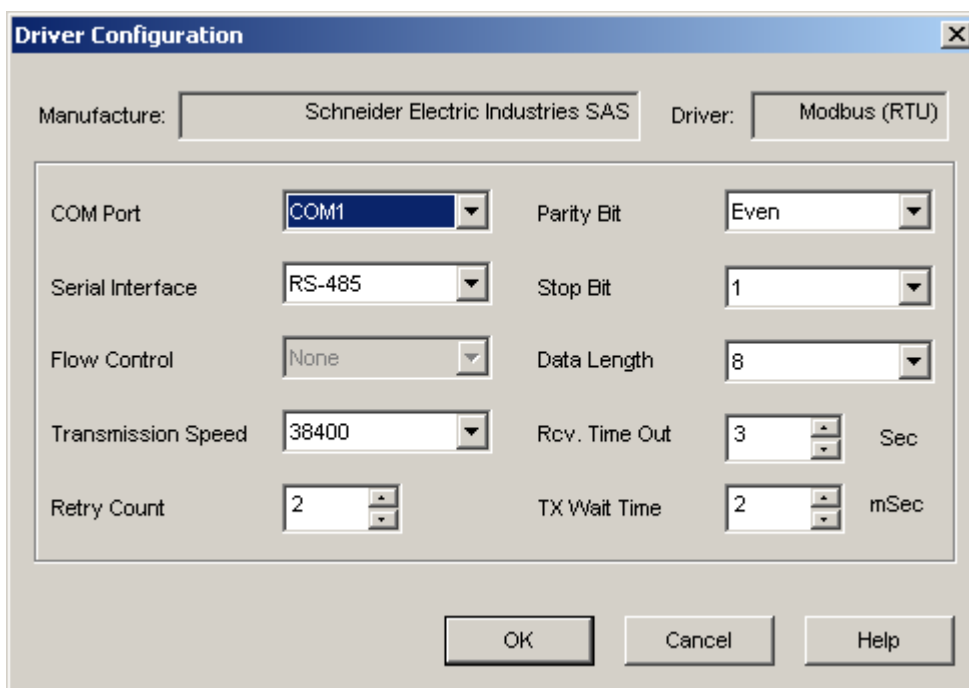 Driver Configuration
Manufacture: Schneider Electric Industries SAS Driver: Modbus (RTU)
COM Port COM1 Parity Bit Even
Serial Interface RS-485 Stop Bit 1
Flow Control None Data Length 8
Transmission Speed 38400 Rcv. Time Out 3 Sec
Retry Count 2 TX Wait Time 2 mSec
OK Cancel Help